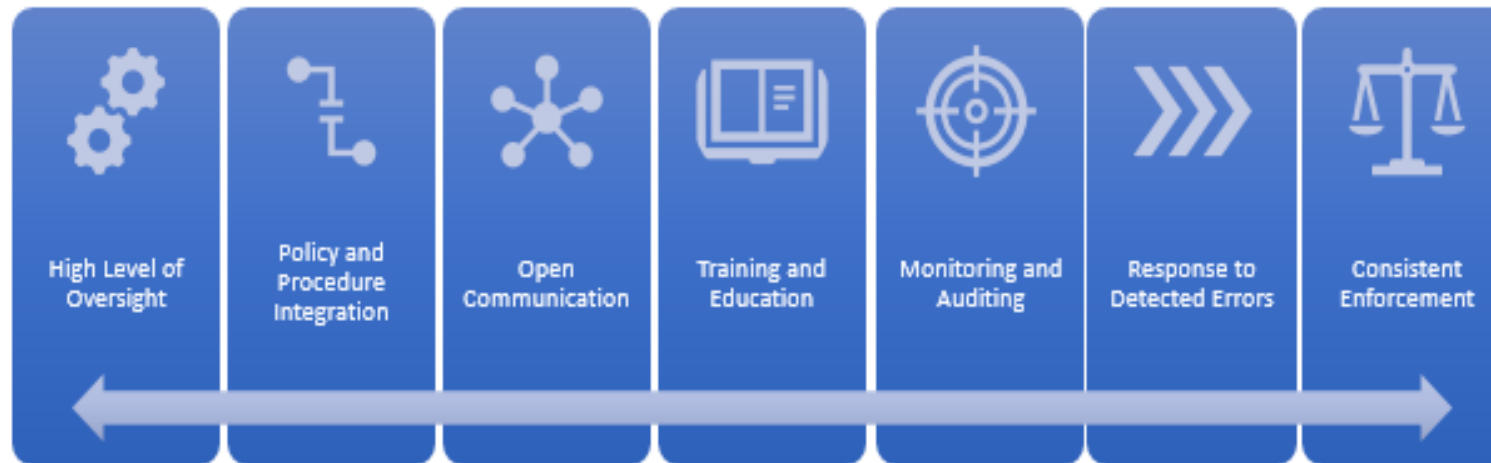 High Level of
Oversight
Policy and
Procedure
Integration
Open
Communication
Training and
Education
Monitoring and
Auditing
Response to
Detected Errors
Consistent
Enforcement